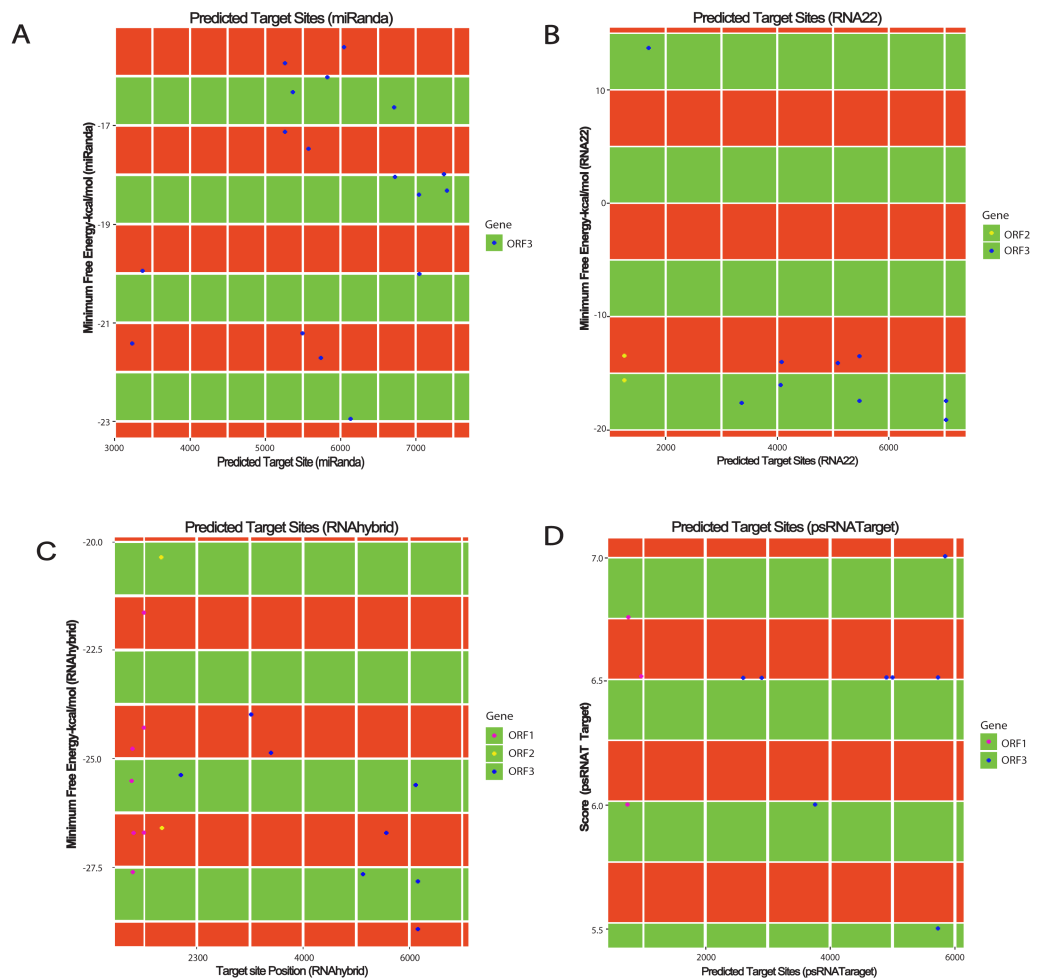 A
Predicted Target Sites (miRanda)
Minimum Free Energy-kcal/mol (miRanda)
-17
-19
-21
-23
3000
4000
5000
6000
7000
Predicted Target Site (miRanda)
Gene
ORF3
B
Predicted Target Sites (RNA22)
Minimum Free Energy-kcal/mol (RNA22)
10
0
-10
-20
2000
4000
6000
Predicted Target Sites (RNA22)
Gene
ORF2
ORF3
C
Predicted Target Sites (RNAhybrid)
Minimum Free Energy-kcal/mol (RNAhybrid)
-20.0
-22.5
-25.0
-27.5
2300
4000
6000
Target site Position (RNAhybrid)
Gene
ORF1
ORF2
ORF3
D
Predicted Target Sites (psRNATarget)
Score (psRNAT Target)
7.0
6.5
6.0
5.5
2000
4000
6000
Predicted Target Sites (psRNATaraget)
Gene
ORF1
ORF3